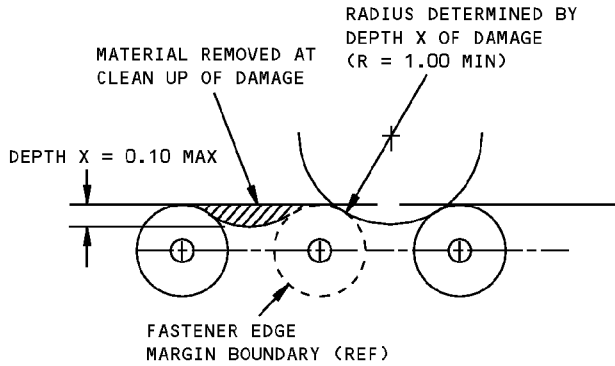 RADIUS DETERMINED BY
DEPTH X OF DAMAGE
(R = 1.00 MIN)
MATERIAL REMOVED AT
CLEAN UP OF DAMAGE
DEPTH X = 0.10 MAX
FASTENER EDGE
MARGIN BOUNDARY (REF)